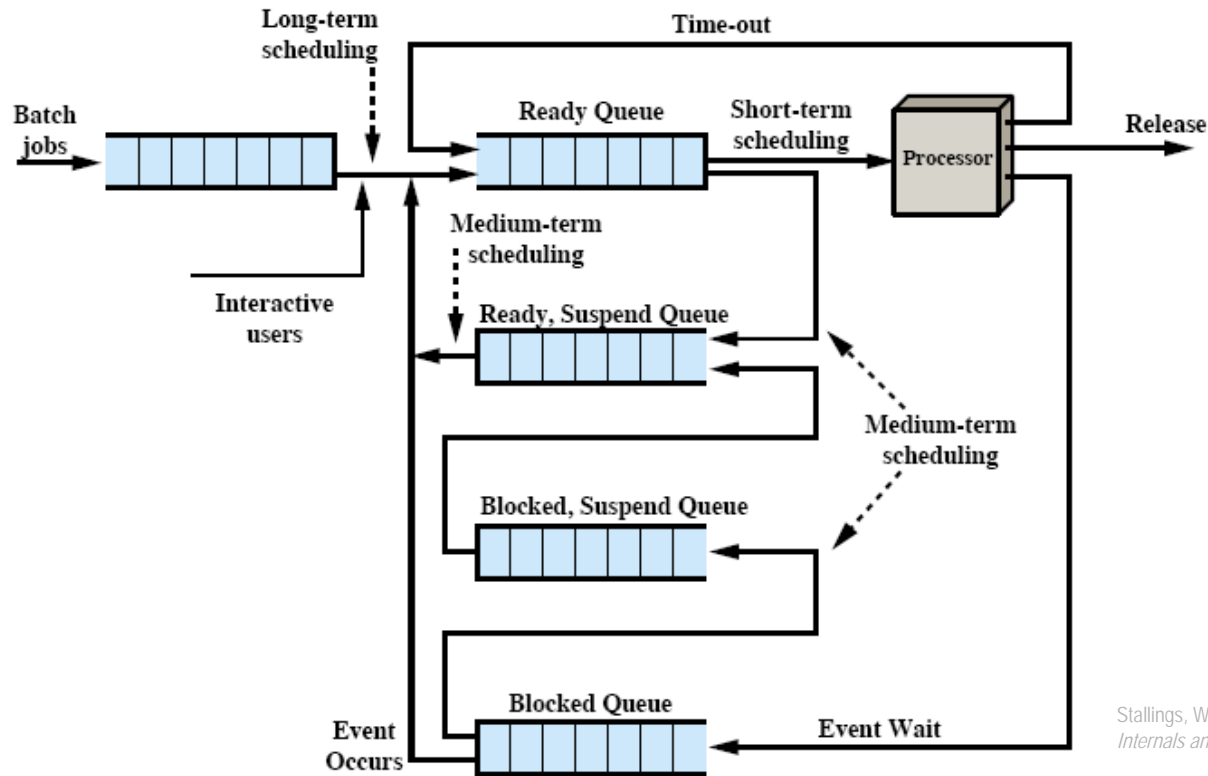 Long-term
scheduling
Time-out
Batch
jobs
Ready Queue
Short-term
scheduling
Processor
Release
Medium-term
scheduling
Interactive
users
Ready, Suspend Queue
Medium-term
scheduling
Blocked, Suspend Queue
Blocked Queue
Event
Occurs
Event Wait
Stallings, W
Internals an